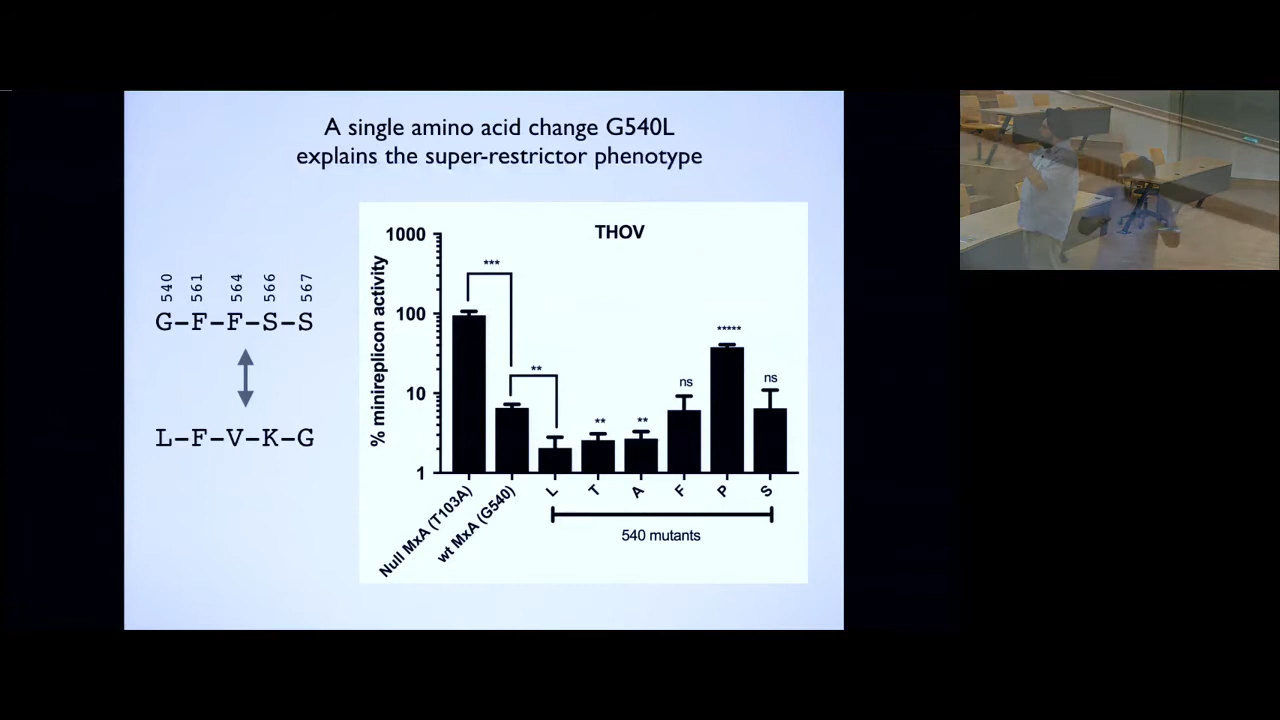 A single amino acid change G540L
explains the super-restrictor phenotype
540 561 564 566 567
G–F–F–S–S
L–F–V–K–G
THOV
% minireplicon activity
1000
100
10
1
***
**
**
**
ns
*****
ns
Null MxA (T103A)
wt MxA (G540)
L T A F P S
540 mutants